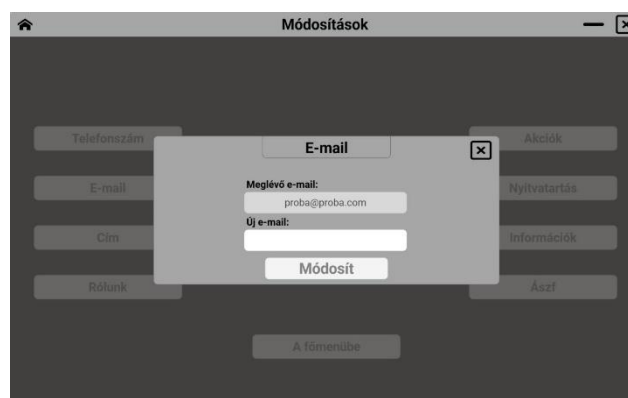 Módosítások
Telefonszám
Akciók
E-mail
E-mail
Nyitvatartás
Meglévő e-mail:
proba@proba.com
Új e-mail:
Cím
Információk
Módosít
Rólunk
Ászf
A főmenübe